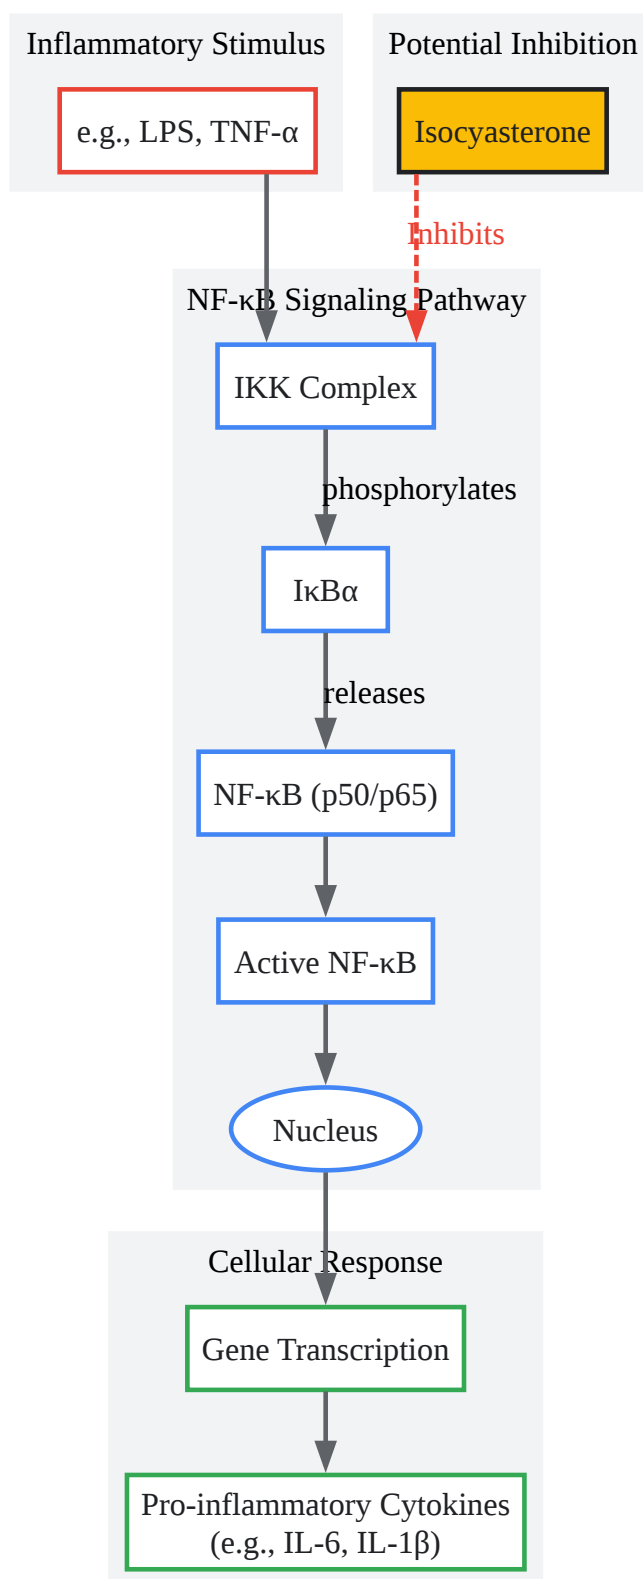 Inflammatory Stimulus
Potential Inhibition
e.g., LPS, TNF-α
Isocyasterone
Inhibits
NF-κB Signaling Pathway
IKK Complex
phosphorylates
IκBα
releases
NF-κB (p50/p65)
Active NF-κB
Nucleus
Cellular Response
Gene Transcription
Pro-inflammatory Cytokines
(e.g., IL-6, IL-1β)